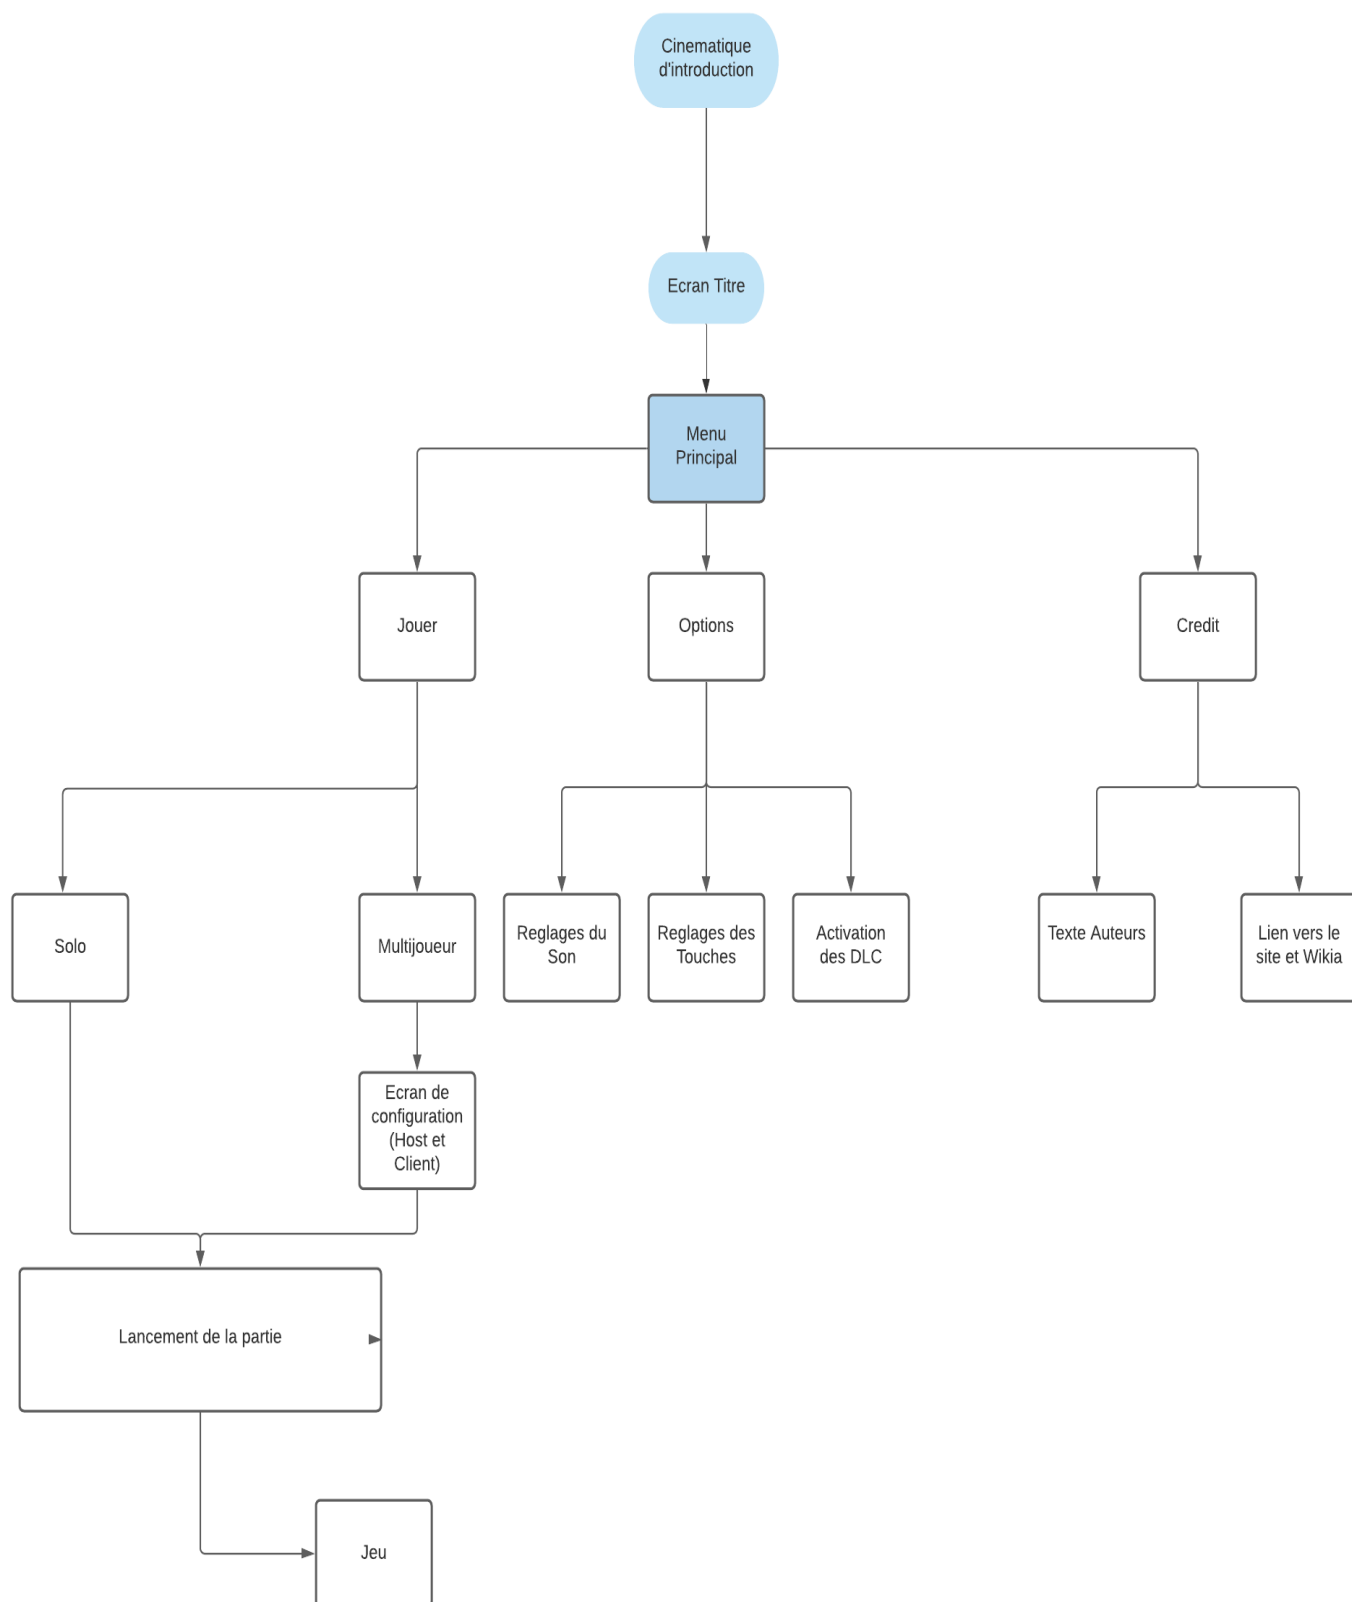 Cinematique
d'introduction
Ecran Titre
Menu
Principal
Jouer
Options
Credit
Solo
Multijoueur
Reglages du
Son
Reglages des
Touches
Activation
des DLC
Texte Auteurs
Lien vers le
site et Wikia
Ecran de
configuration
(Host et
Client)
Lancement de la partie
Jeu